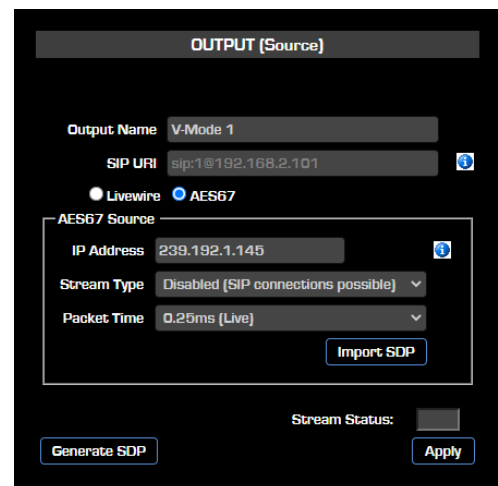 OUTPUT (Source)
Output Name V-Mode 1
SIP URI sip:1@192.168.2.101
Livewire AES67
AES67 Source
IP Address 239.192.1.145
Stream Type Disabled (SIP connections possible)
Packet Time 0.25ms (Live)
Import SDP
Stream Status:
Generate SDP Apply